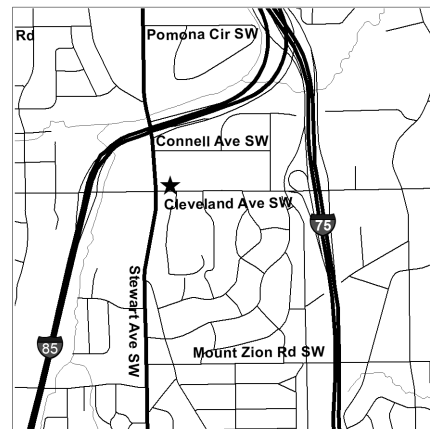 Rd
Pomona Cir SW
Connell Ave SW
Cleveland Ave SW
75
Stewart Ave SW
85
Mount Zion Rd SW